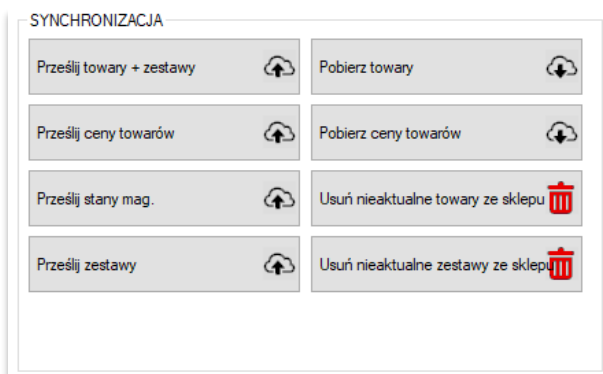 SYNCHRONIZACJA
Prześlij towary + zestawy
Pobierz towary
Prześlij ceny towarów
Pobierz ceny towarów
Prześlij stany mag.
Usuń nieaktualne towary ze sklepu
Prześlij zestawy
Usuń nieaktualne zestawy ze sklepu